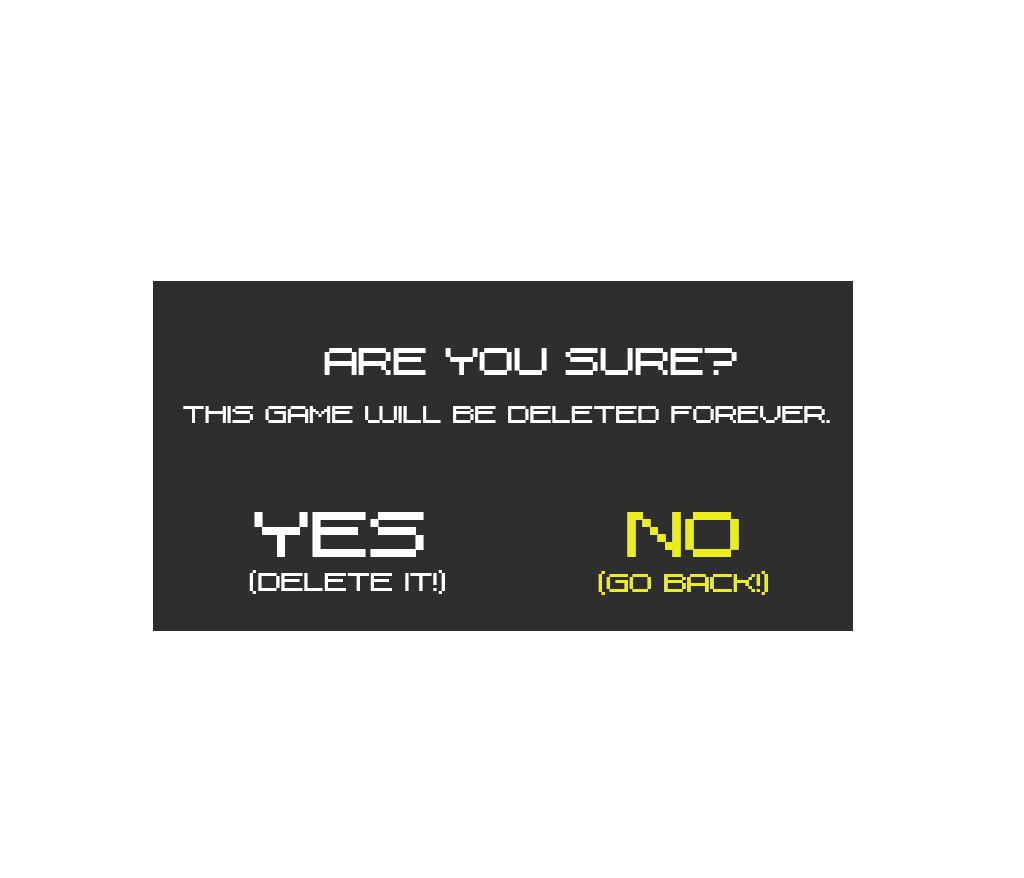 ARE YOU SURE?
THIS GAME WILL BE DELETED FOREVER.
YES NO
(DELETE IT!) (GO BACK!)